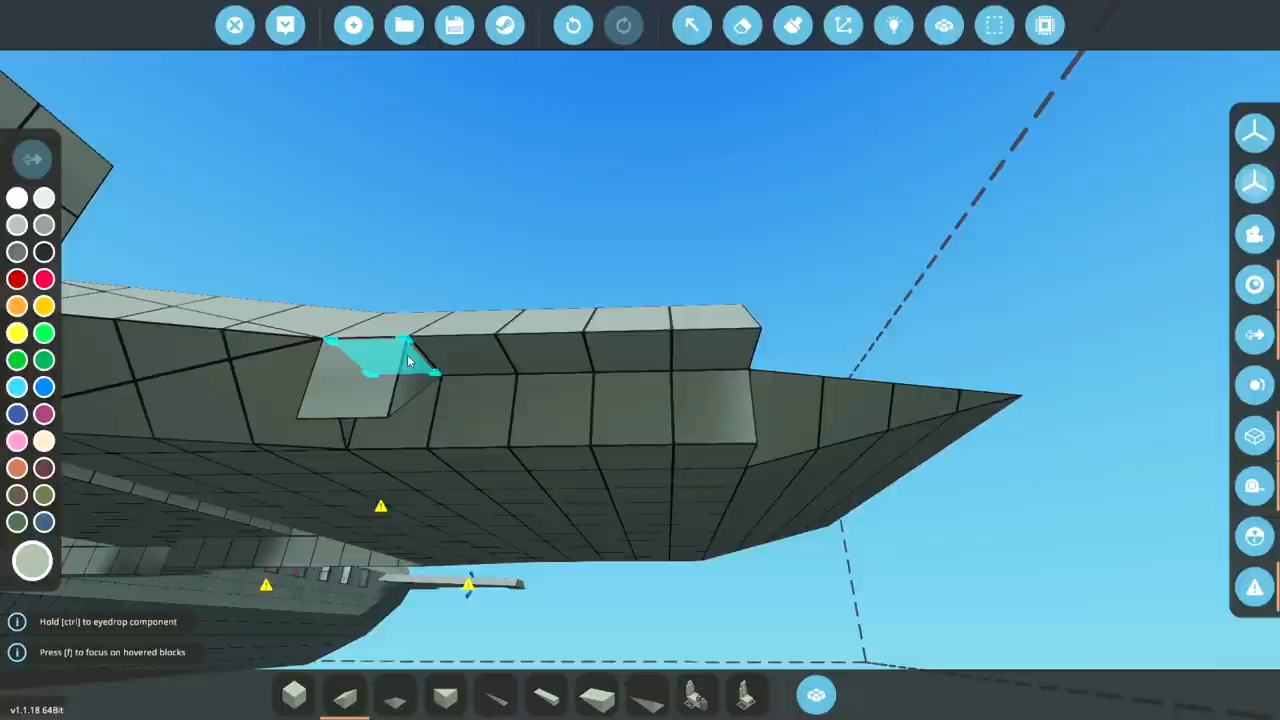 Hold [ctrl] to eyedrop component
Press [f] to focus on hovered blocks
v1.1.18 64Bit